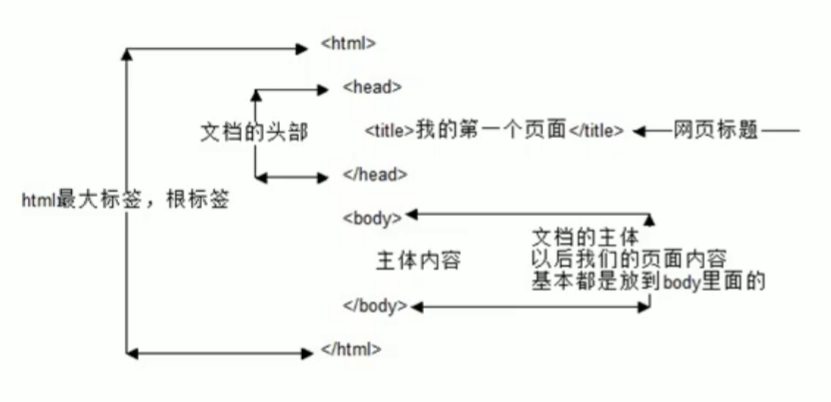 <html>
<head>
文档的头部
<title>我的第一个页面</title>
网页标题
</head>
html最大标签，根标签
<body>
文档的主体
主体内容
以后我们的页面内容
基本都是放到body里面的
</body>
</html>